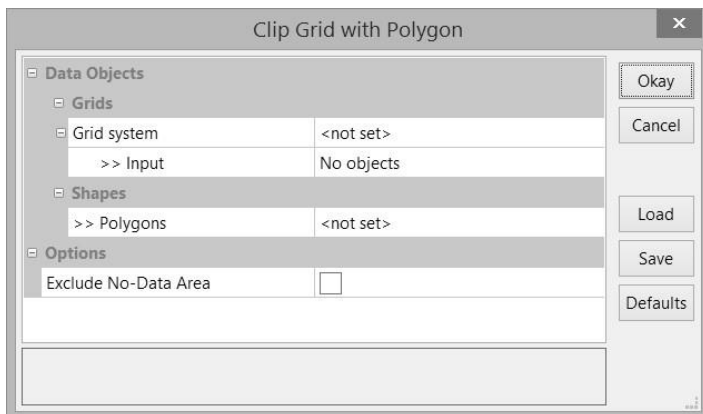 Clip Grid with Polygon
x
Data Objects
Grids
Grid system <not set>
>> Input No objects
Shapes
>> Polygons <not set>
Options
Exclude No-Data Area
Okay
Cancel
Load
Save
Defaults